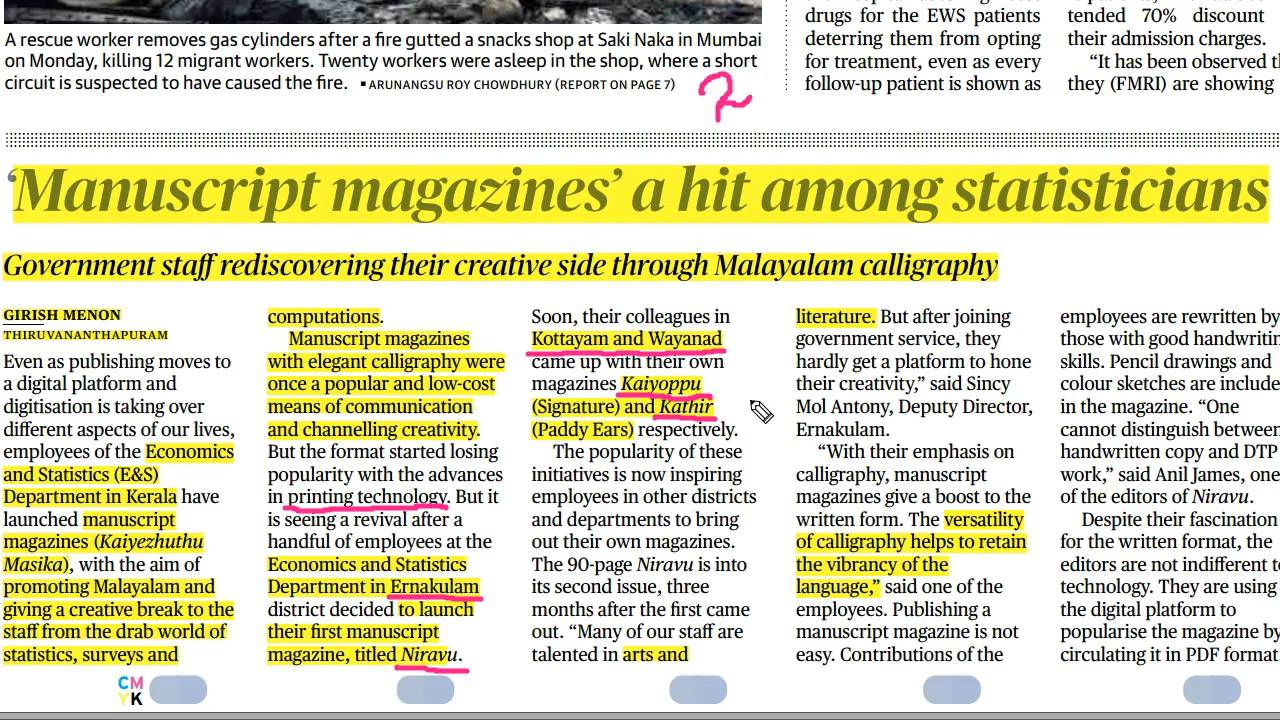 drugs for the EWS patients
deterring them from opting
for treatment, even as every
follow-up patient is shown as
tended 70% discount
their admission charges.
“It has been observed th
they (FMRI) are showing
A rescue worker removes gas cylinders after a fire gutted a snacks shop at Saki Naka in Mumbai
on Monday, killing 12 migrant workers. Twenty workers were asleep in the shop, where a short
circuit is suspected to have caused the fire. ■ ARUNANGSU ROY CHOWDHURY (REPORT ON PAGE 7)
2
‘Manuscript magazines’ a hit among statisticians
Government staff rediscovering their creative side through Malayalam calligraphy
GIRISH MENON
THIRUVANANTHAPURAM
Even as publishing moves to
a digital platform and
digitisation is taking over
different aspects of our lives,
employees of the Economics
and Statistics (E&S)
Department in Kerala have
launched manuscript
magazines (Kaiyezhuthu
Masika), with the aim of
promoting Malayalam and
giving a creative break to the
staff from the drab world of
statistics, surveys and
computations.
Manuscript magazines
with elegant calligraphy were
once a popular and low-cost
means of communication
and channelling creativity.
But the format started losing
popularity with the advances
in printing technology. But it
is seeing a revival after a
handful of employees at the
Economics and Statistics
Department in Ernakulam
district decided to launch
their first manuscript
magazine, titled Niravu.
Soon, their colleagues in
Kottayam and Wayanad
came up with their own
magazines Kaiyoppu
(Signature) and Kathir
(Paddy Ears) respectively.
The popularity of these
initiatives is now inspiring
employees in other districts
and departments to bring
out their own magazines.
The 90-page Niravu is into
its second issue, three
months after the first came
out. “Many of our staff are
talented in arts and
literature. But after joining
government service, they
hardly get a platform to hone
their creativity,” said Sincy
Mol Antony, Deputy Director,
Ernakulam.
“With their emphasis on
calligraphy, manuscript
magazines give a boost to the
written form. The versatility
of calligraphy helps to retain
the vibrancy of the
language,” said one of the
employees. Publishing a
manuscript magazine is not
easy. Contributions of the
employees are rewritten by
those with good handwritin
skills. Pencil drawings and
colour sketches are include
in the magazine. “One
cannot distinguish between
handwritten copy and DTP
work,” said Anil James, one
of the editors of Niravu.
Despite their fascination
for the written format, the
editors are not indifferent to
technology. They are using
the digital platform to
popularise the magazine by
circulating it in PDF format.
CM
YK